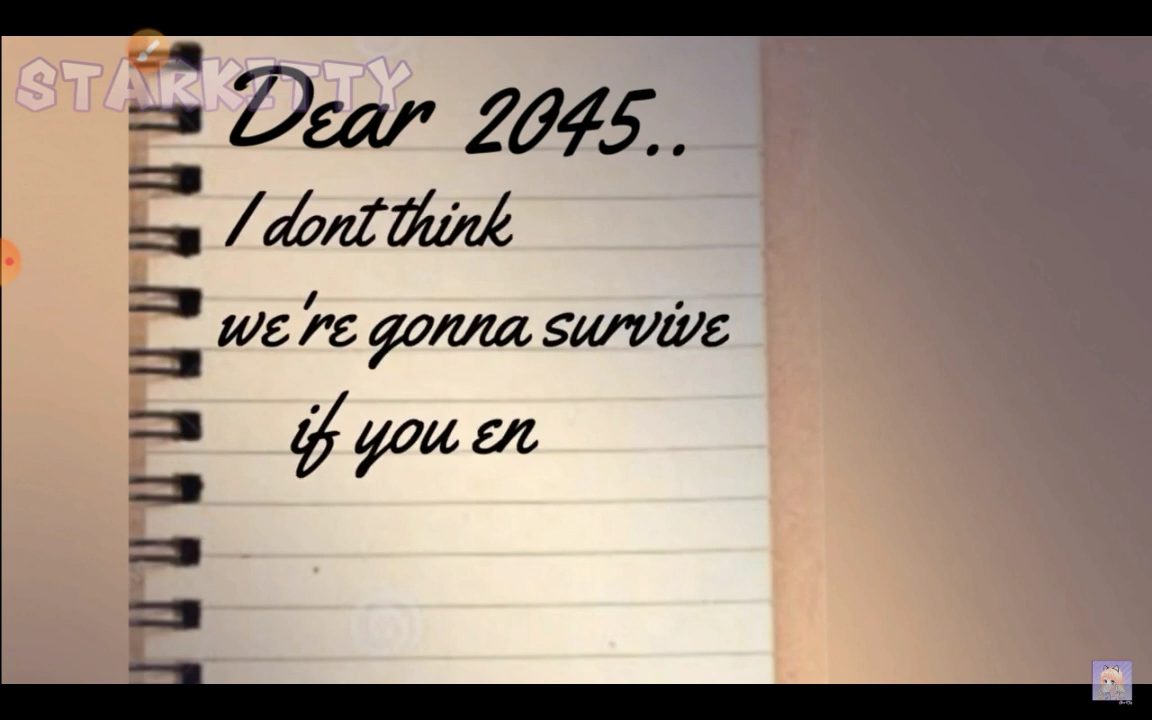 STARKITTY
Dear 2045..
I dont think
we're gonna survive
if you en